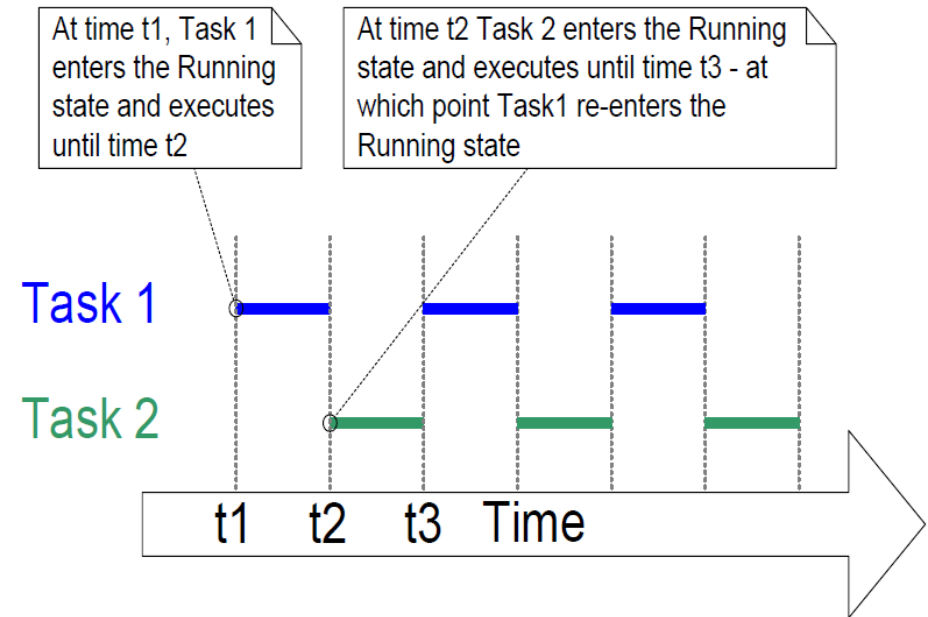 At time t1, Task 1
enters the Running
state and executes
until time t2
At time t2 Task 2 enters the Running
state and executes until time t3 - at
which point Task1 re-enters the
Running state
Task 1
Task 2
t1 t2 t3 Time